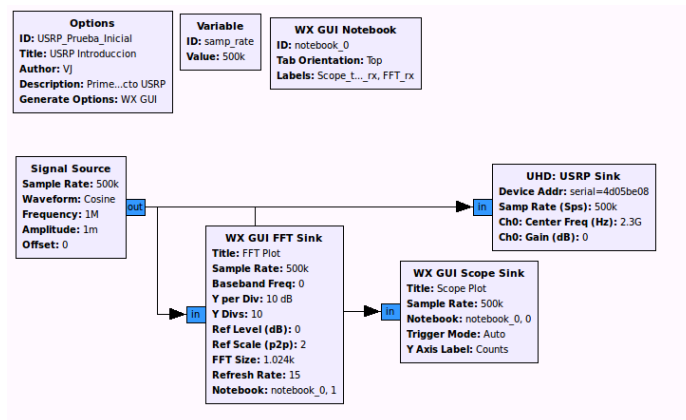 Options
ID: USRP_Prueba_Inicial
Title: USRP Introduccion
Author: VJ
Description: Prime...cto USRP
Generate Options: WX GUI
Variable
ID: samp_rate
Value: 500k
WX GUI Notebook
ID: notebook_0
Tab Orientation: Top
Labels: Scope_t..._rx, FFT_rx
Signal Source
Sample Rate: 500k
Waveform: Cosine
Frequency: 1M
Amplitude: 1m
Offset: 0
out
in
UHD: USRP Sink
Device Addr: serial=4d05be08
Samp Rate (Sps): 500k
Ch0: Center Freq (Hz): 2.3G
Ch0: Gain (dB): 0
in
WX GUI FFT Sink
Title: FFT Plot
Sample Rate: 500k
Baseband Freq: 0
Y per Div: 10 dB
Y Divs: 10
Ref Level (dB): 0
Ref Scale (p2p): 2
FFT Size: 1.024k
Refresh Rate: 15
Notebook: notebook_0, 1
in
WX GUI Scope Sink
Title: Scope Plot
Sample Rate: 500k
Notebook: notebook_0, 0
Trigger Mode: Auto
Y Axis Label: Counts